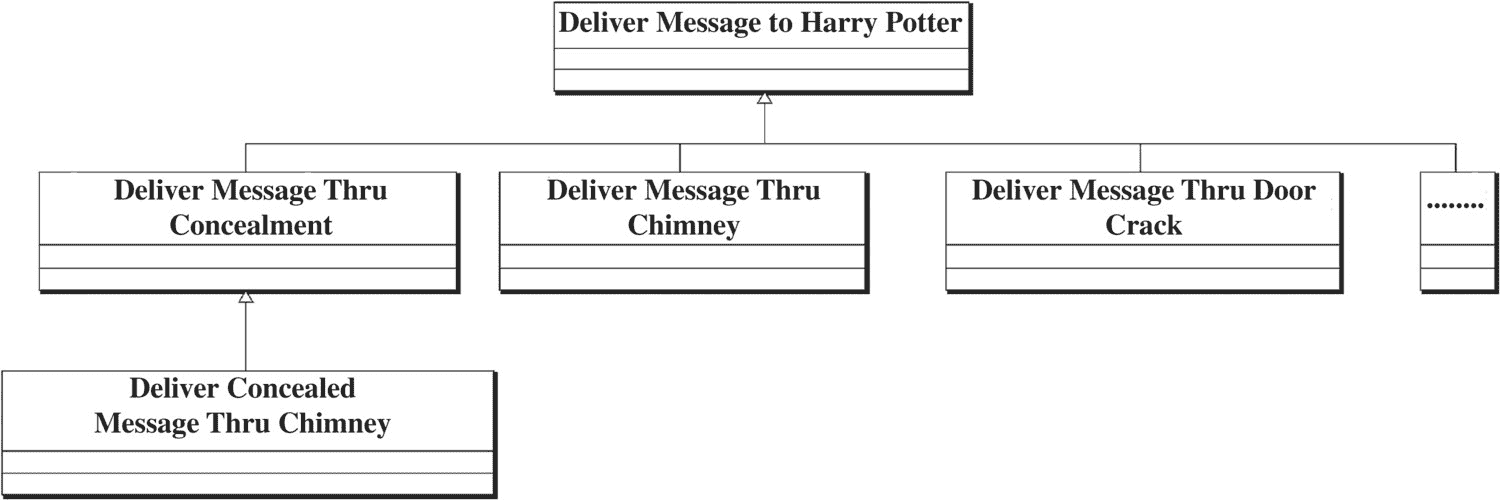 Deliver Message to Harry Potter
Deliver Message Thru
Concealment
Deliver Message Thru
Chimney
Deliver Message Thru Door
Crack
........
Deliver Concealed
Message Thru Chimney